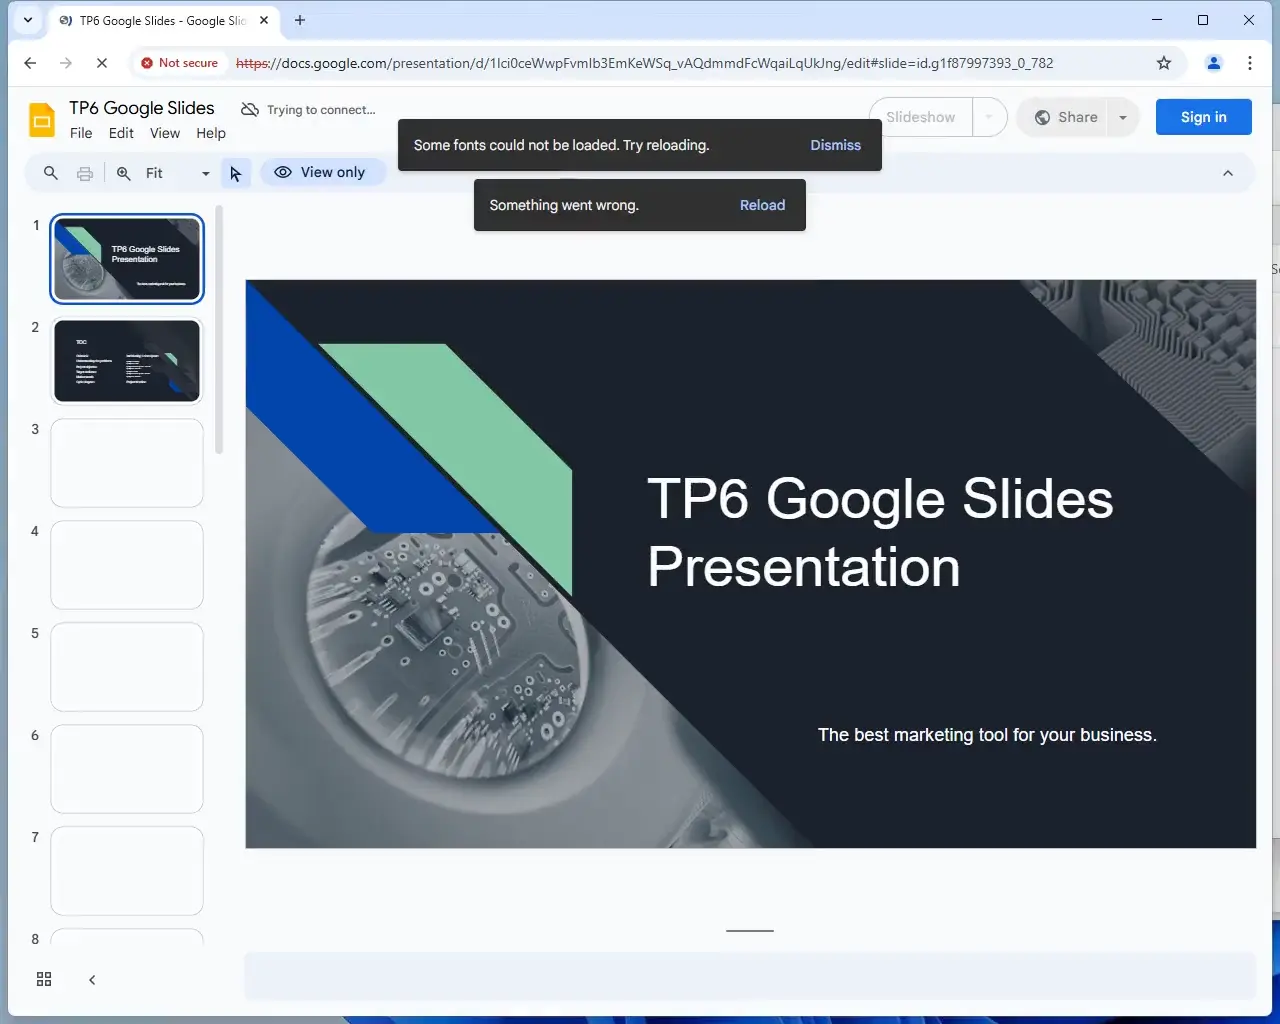 TP6 Google Slides - Google Slid
Not secure
https://docs.google.com/presentation/d/1Ici0ceWwpFvmIb3EmKeWSq_vAQdmmdFcWqaiLqUkJng/edit#slide=id.g1f87997393_0_782
TP6 Google Slides
Trying to connect...
File Edit View Help
Slideshow
Share
Sign in
Some fonts could not be loaded. Try reloading.
Dismiss
Fit
View only
Something went wrong.
Reload
1
TP6 Google Slides
Presentation
The best marketing tool for your business.
2
TOC
3
4
5
6
7
8
TP6 Google Slides
Presentation
The best marketing tool for your business.